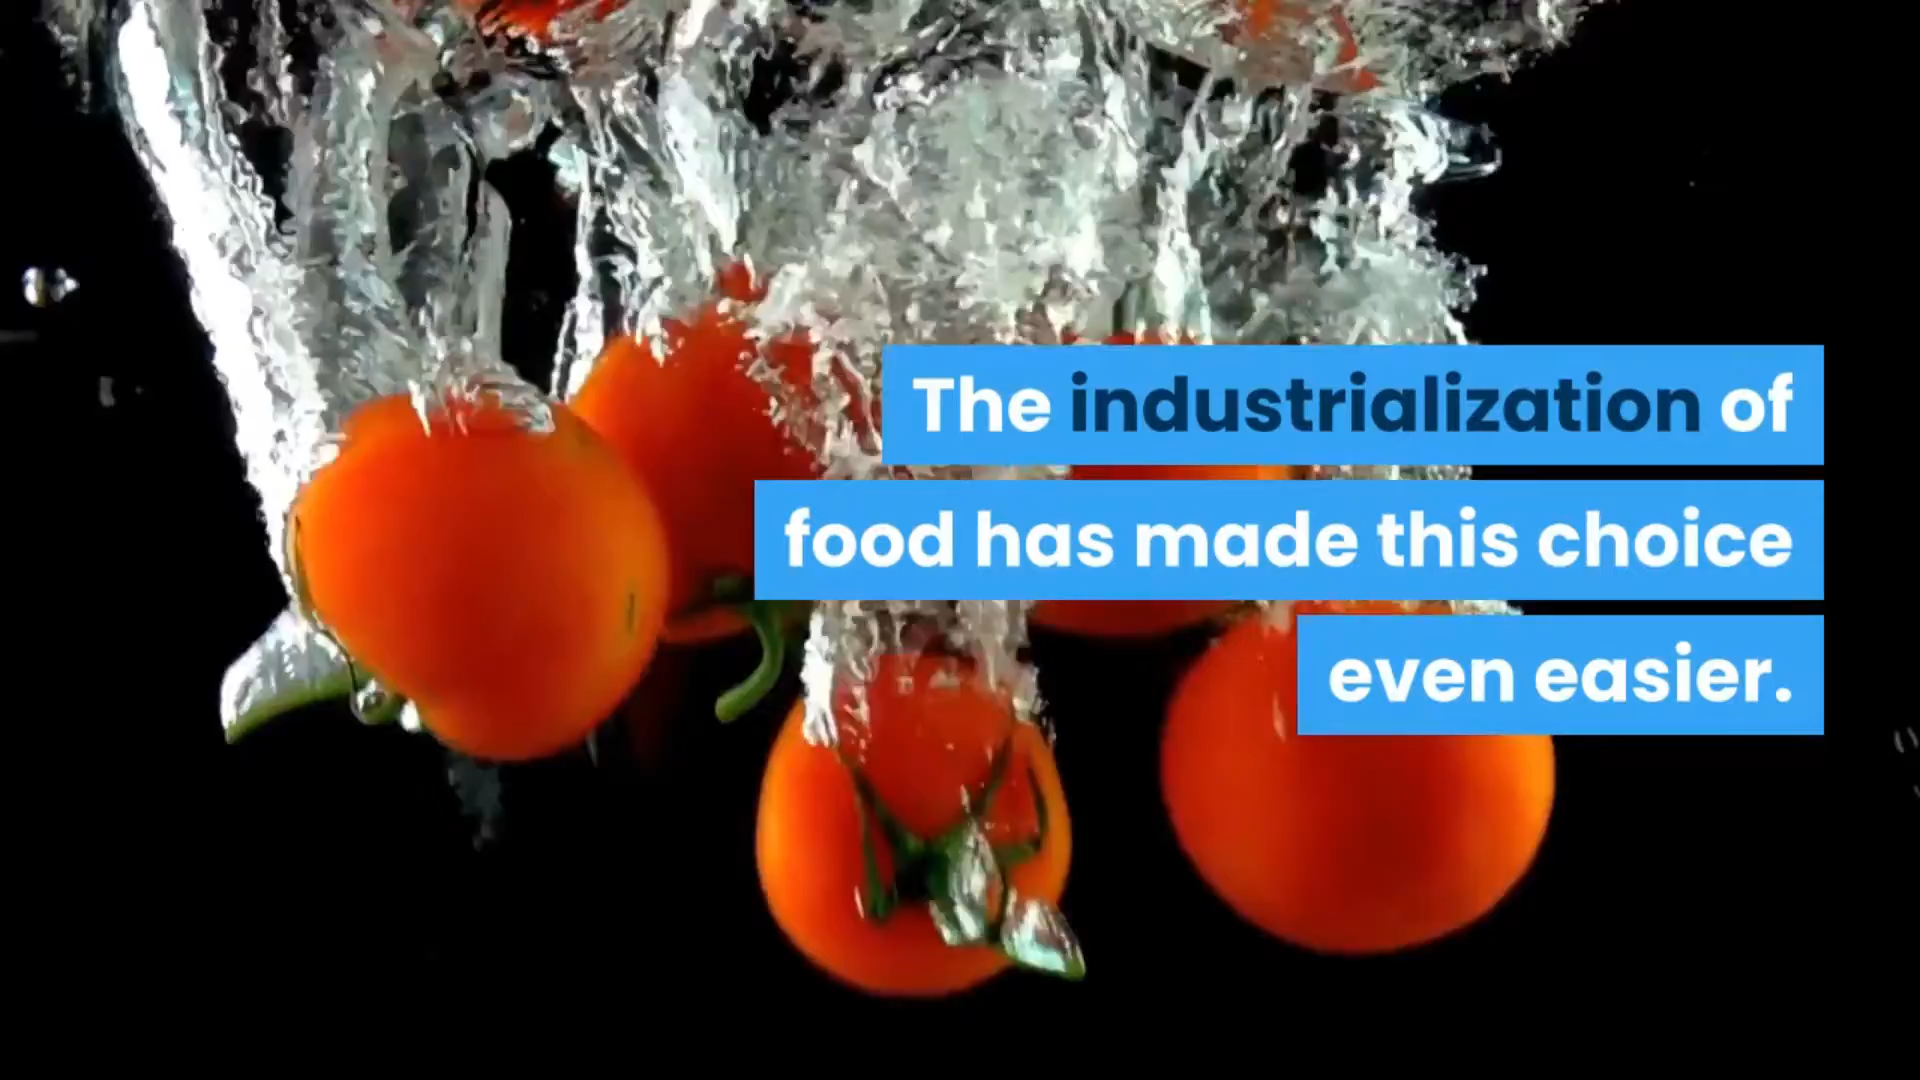 The industrialization of
food has made this choice
even easier.